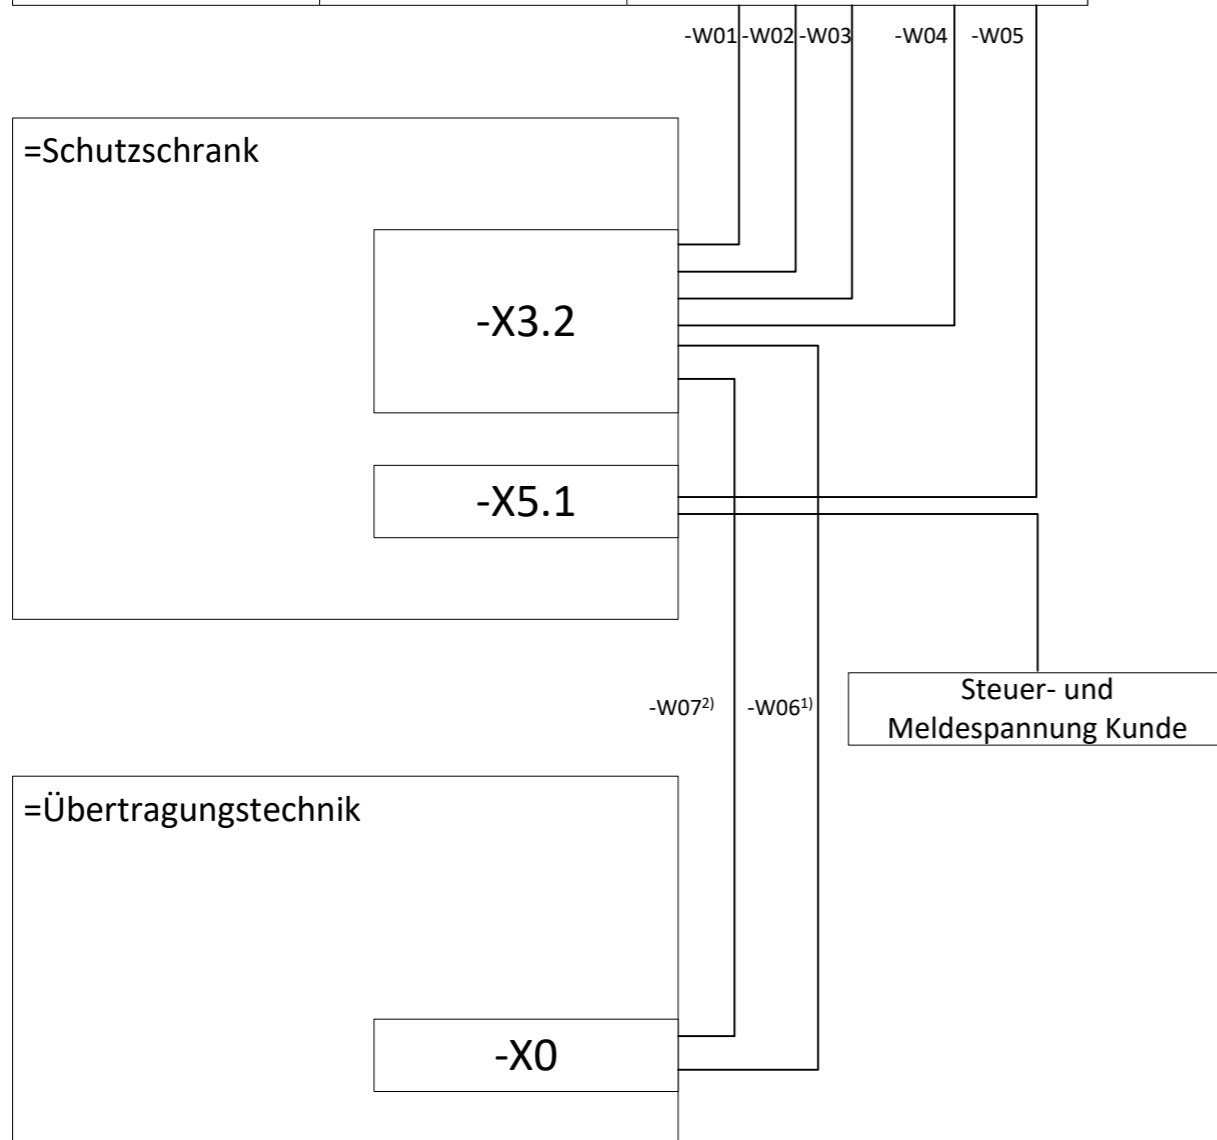 -W01 -W02 -W03 -W04 -W05
=Schutzschrank
-X3.2
-X5.1
-W07²⁾ -W06¹⁾
Steuer- und
Meldespannung Kunde
=Übertragungstechnik
-X0